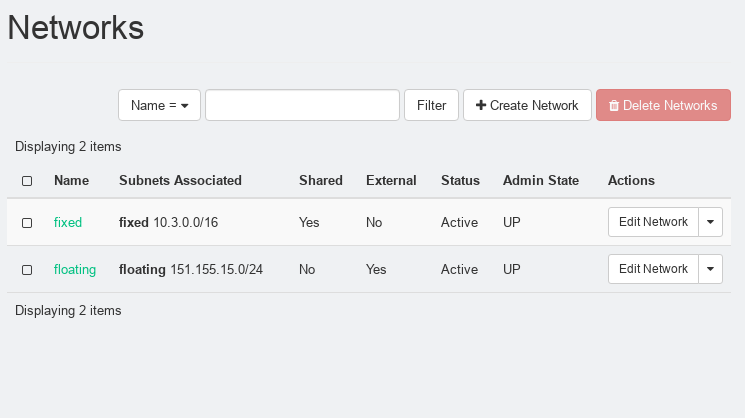 Networks
Name = Filter Create Network Delete Networks
Displaying 2 items
Name Subnets Associated Shared External Status Admin State Actions
fixed fixed 10.3.0.0/16 Yes No Active UP Edit Network
floating floating 151.155.15.0/24 No Yes Active UP Edit Network
Displaying 2 items